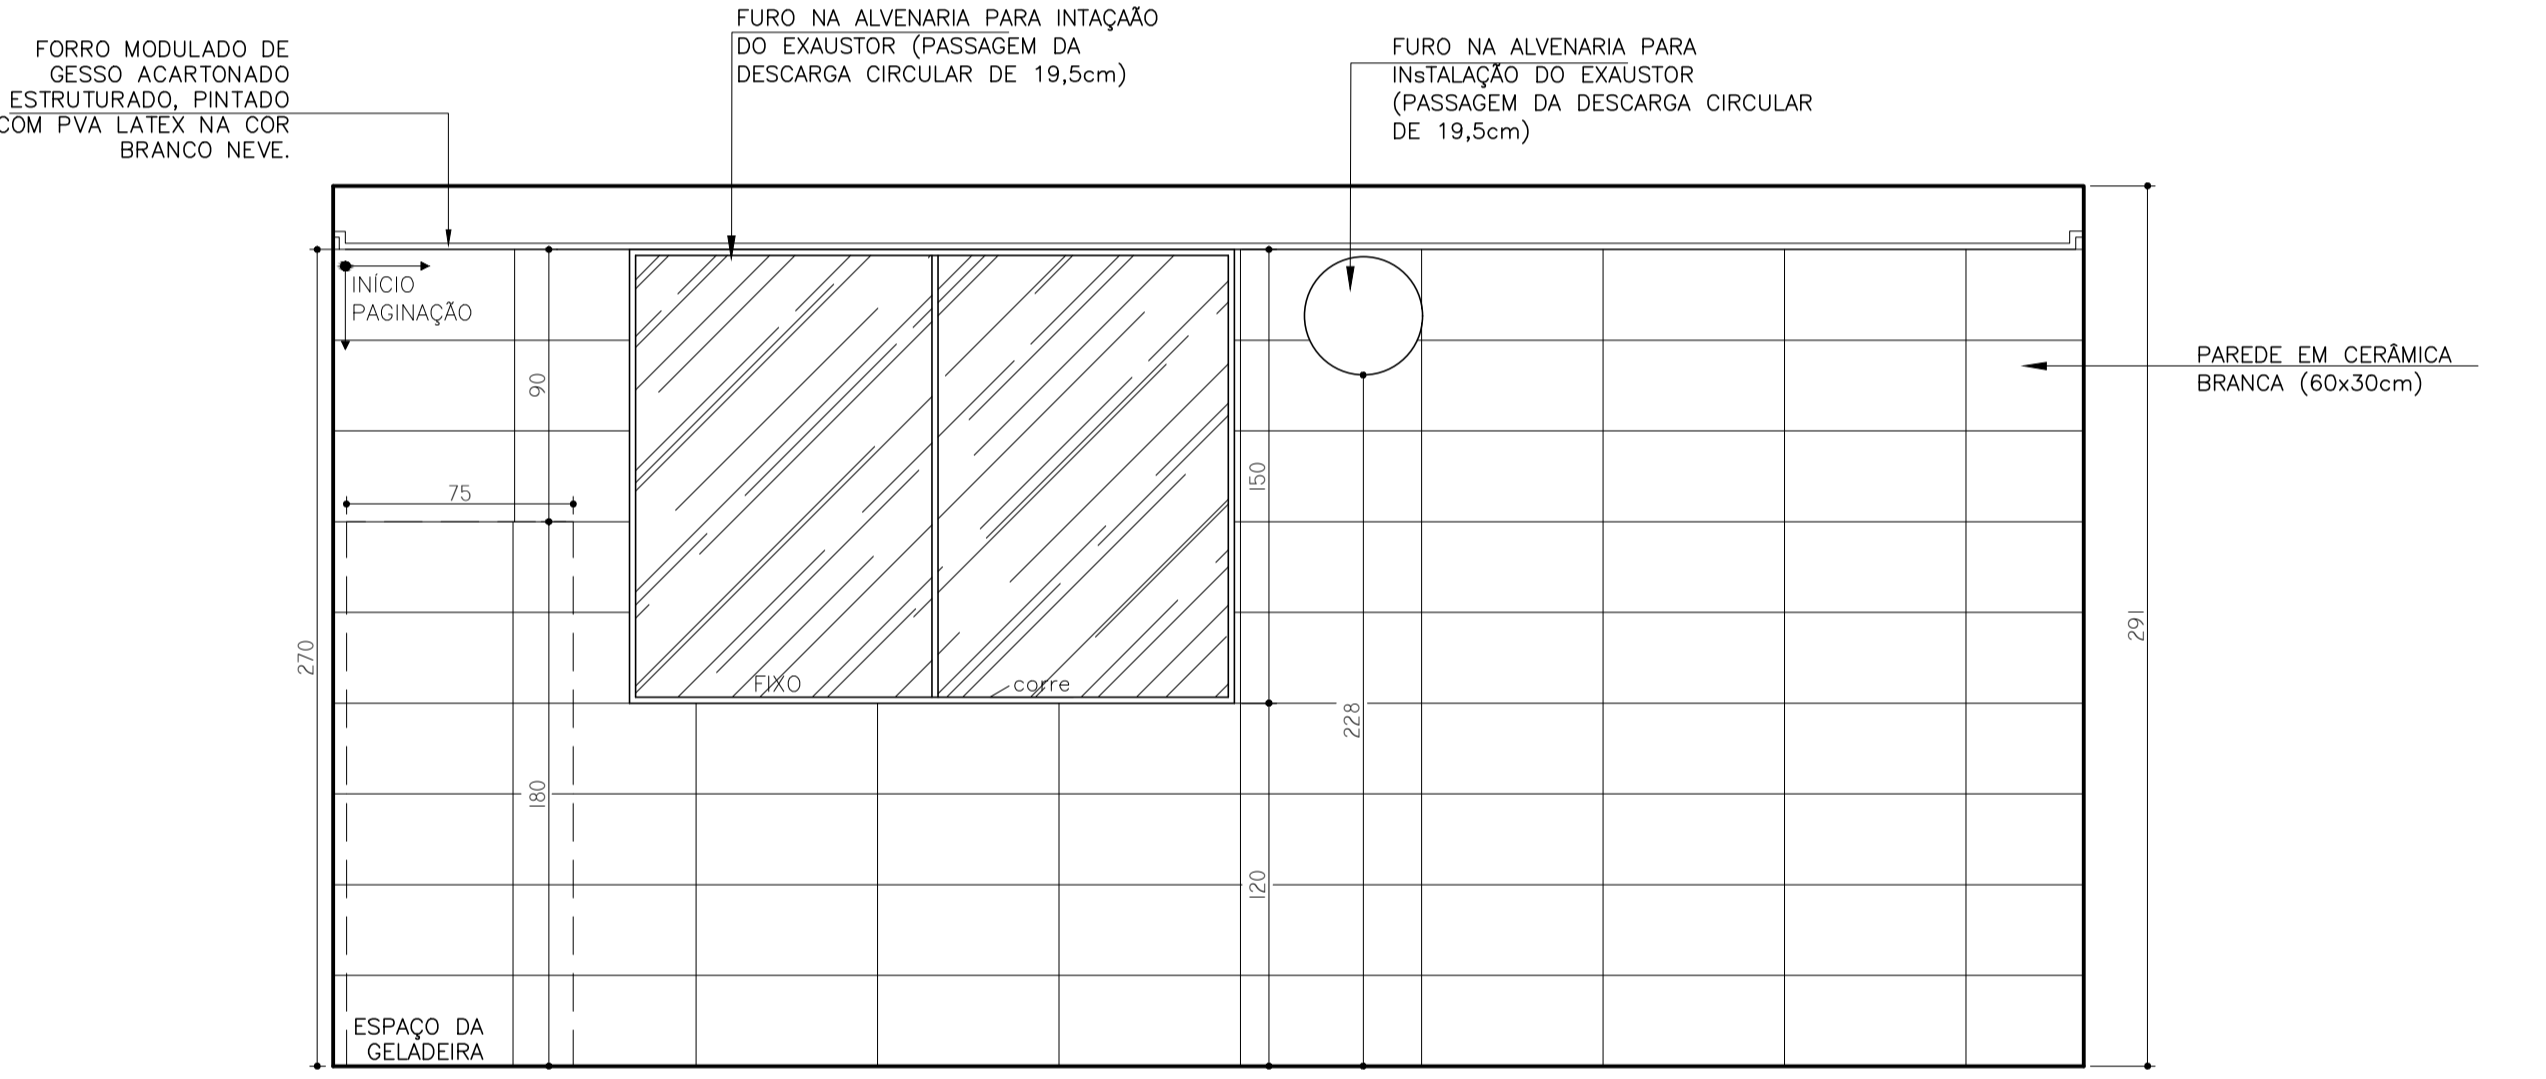 FORRO MODULADO DE
GESSO ACARTONADO
ESTRUTURADO, PINTADO
COM PVA LATEX NA COR
BRANCO NEVE.
FURO NA ALVENARIA PARA INTAÇAÃO
DO EXAUSTOR (PASSAGEM DA
DESCARGA CIRCULAR DE 19,5cm)
FURO NA ALVENARIA PARA
INsTALAÇÃO DO EXAUSTOR
(PASSAGEM DA DESCARGA CIRCULAR
DE 19,5cm)
INÍCIO
PAGINAÇÃO
PAREDE EM CERÂMICA
BRANCA (60x30cm)
90
75
150
270
291
FIXO
corre
228
180
120
ESPAÇO DA
GELADEIRA